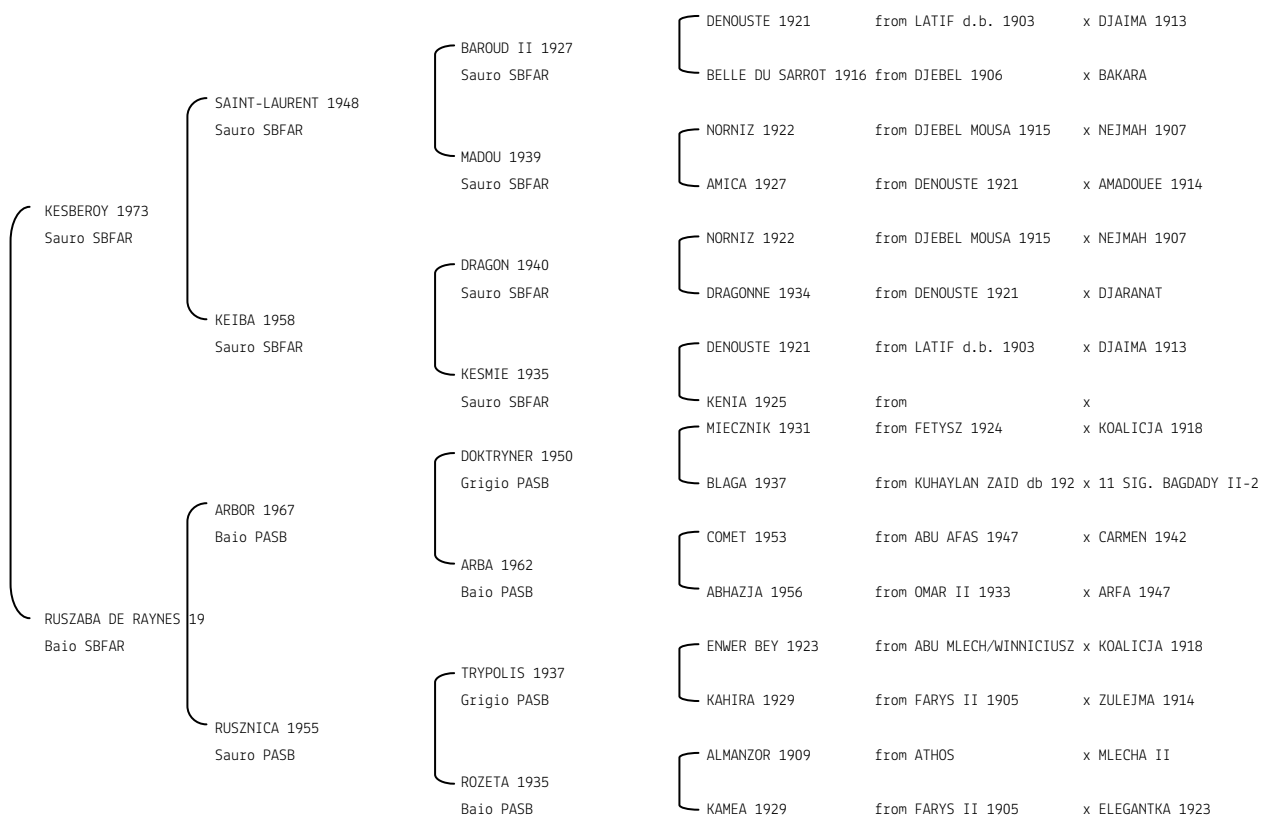 DENOUSTE 1921 from LATIF d.b. 1903 x DJAIMA 1913
BAROUD II 1927
Sauro SBFAR
BELLE DU SARROT 1916 from DJEBEL 1906 x BAKARA
SAINT-LAURENT 1948
Sauro SBFAR
NORNIZ 1922 from DJEBEL MOUSA 1915 x NEJMAH 1907
MADOU 1939
Sauro SBFAR
AMICA 1927 from DENOUSTE 1921 x AMADOUEE 1914
KESBEROY 1973
Sauro SBFAR
NORNIZ 1922 from DJEBEL MOUSA 1915 x NEJMAH 1907
DRAGON 1940
Sauro SBFAR
DRAGONNE 1934 from DENOUSTE 1921 x DJARANAT
KEIBA 1958
Sauro SBFAR
DENOUSTE 1921 from LATIF d.b. 1903 x DJAIMA 1913
KESMIE 1935
Sauro SBFAR
KENIA 1925 from x
MIECZNIK 1931 from FETYSZ 1924 x KOALICJA 1918
DOKTRYNER 1950
Grigio PASB
BLAGA 1937 from KUHAYLAN ZAID db 192 x 11 SIG. BAGDADY II-2
ARBOR 1967
Baio PASB
COMET 1953 from ABU AFAS 1947 x CARMEN 1942
ARBA 1962
Baio PASB
ABHAZJA 1956 from OMAR II 1933 x ARFA 1947
RUSZABA DE RAYNES 19
Baio SBFAR
ENWER BEY 1923 from ABU MLECH/WINNICIUSZ x KOALICJA 1918
TRYPOLIS 1937
Grigio PASB
KAHIRA 1929 from FARYS II 1905 x ZULEJMA 1914
RUSZNICA 1955
Sauro PASB
ALMANZOR 1909 from ATHOS x MLECHA II
ROZETA 1935
Baio PASB
KAMEA 1929 from FARYS II 1905 x ELEGANTKA 1923